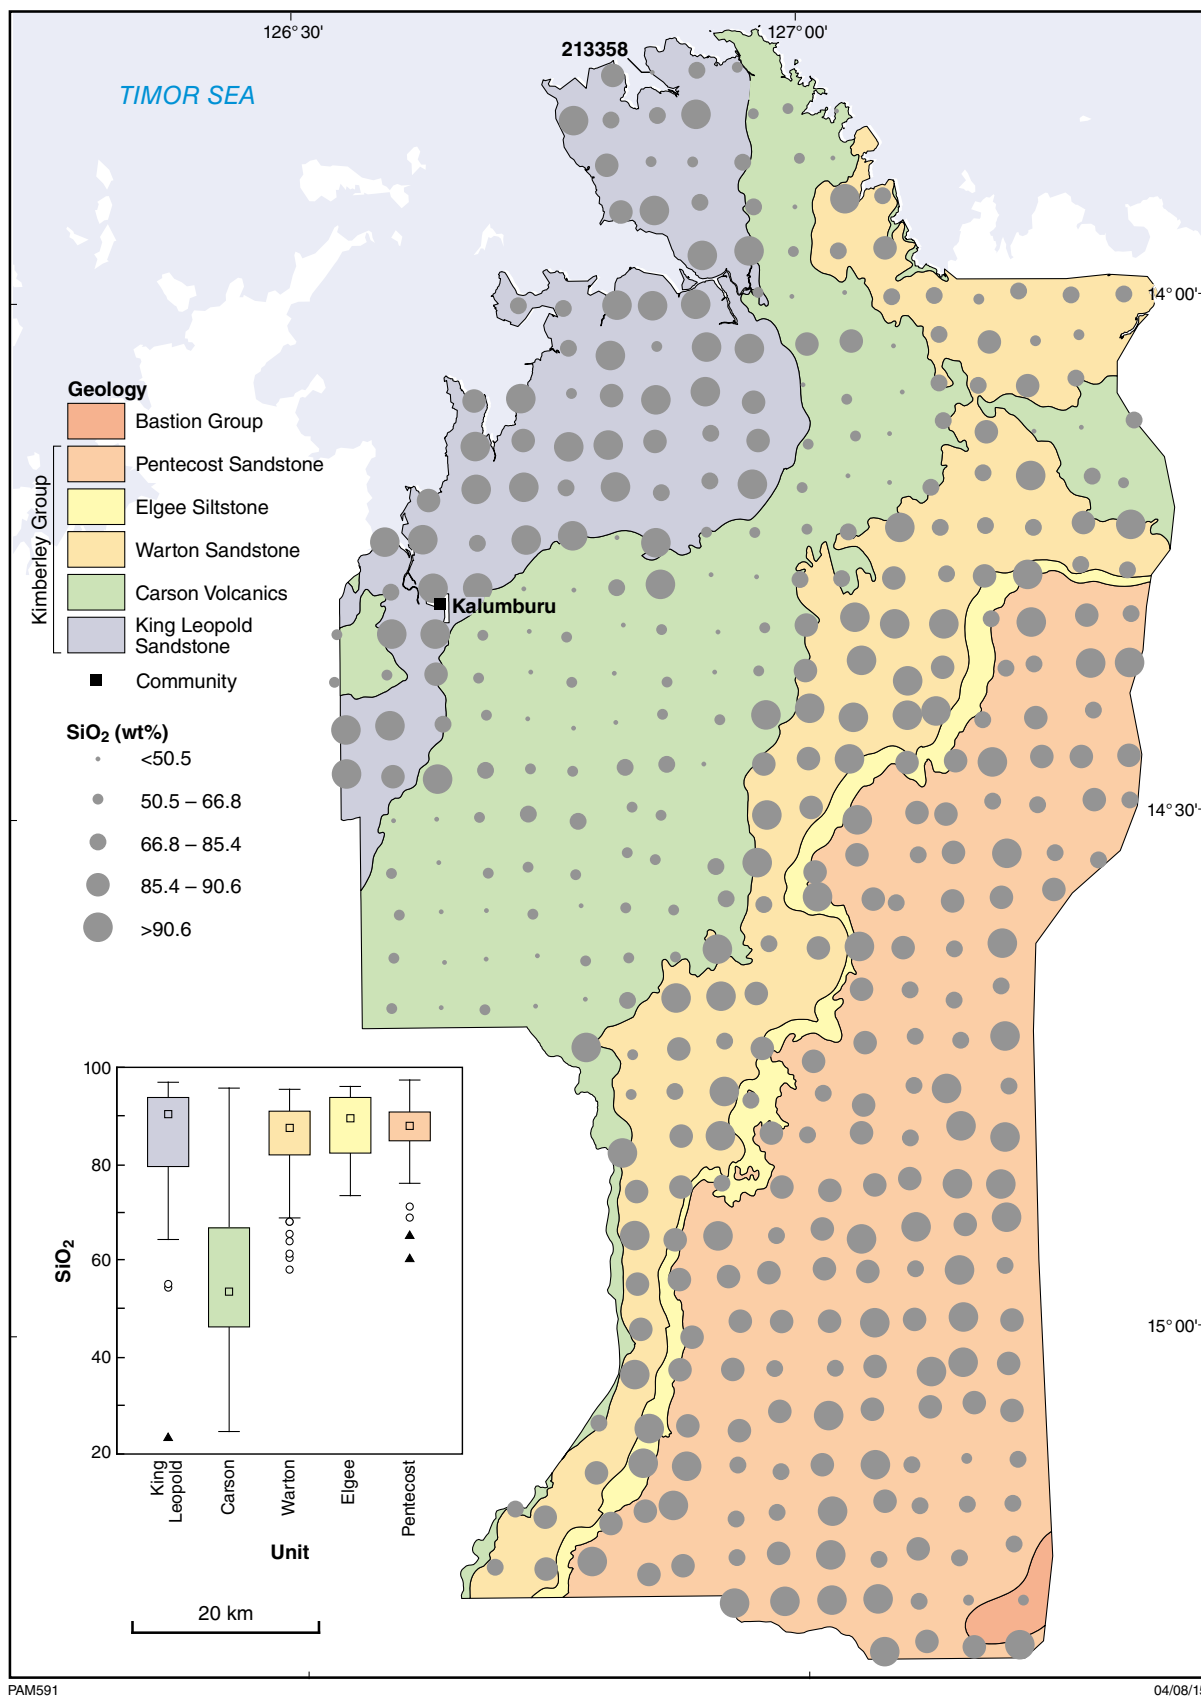 126°30'
127°00'
213358
TIMOR SEA
14°00'
Geology
Bastion Group
Kimberley Group
Pentecost Sandstone
Elgee Siltstone
Warton Sandstone
Carson Volcanics
King Leopold
Sandstone
Community
Kalumburu
SiO2 (wt%)
<50.5
50.5 – 66.8
66.8 – 85.4
85.4 – 90.6
>90.6
14°30'
100
80
60
40
20
SiO2
King
Leopold
Carson
Warton
Elgee
Pentecost
Unit
15°00'
20 km
PAM591
04/08/15